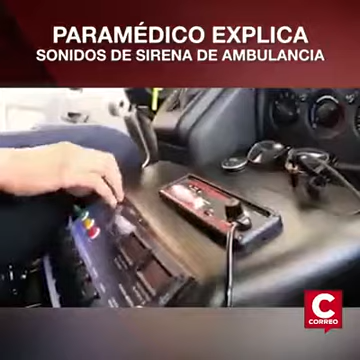 PARAMÉDICO EXPLICA
SONIDOS DE SIRENA DE AMBULANCIA
C
CORREO